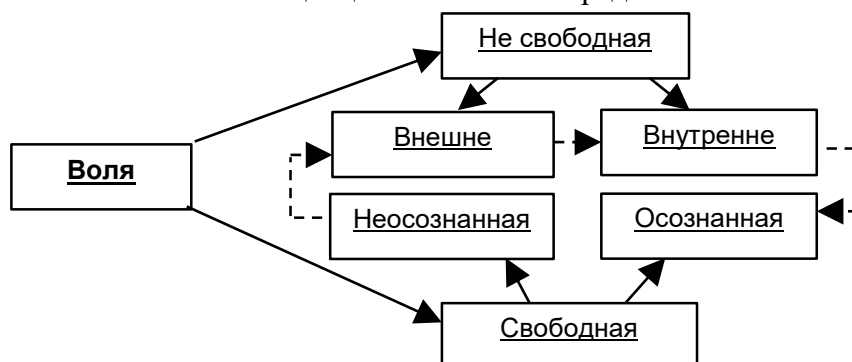 Не свободная
Внешне
Внутренне
Воля
Неосознанная
Осознанная
Свободная